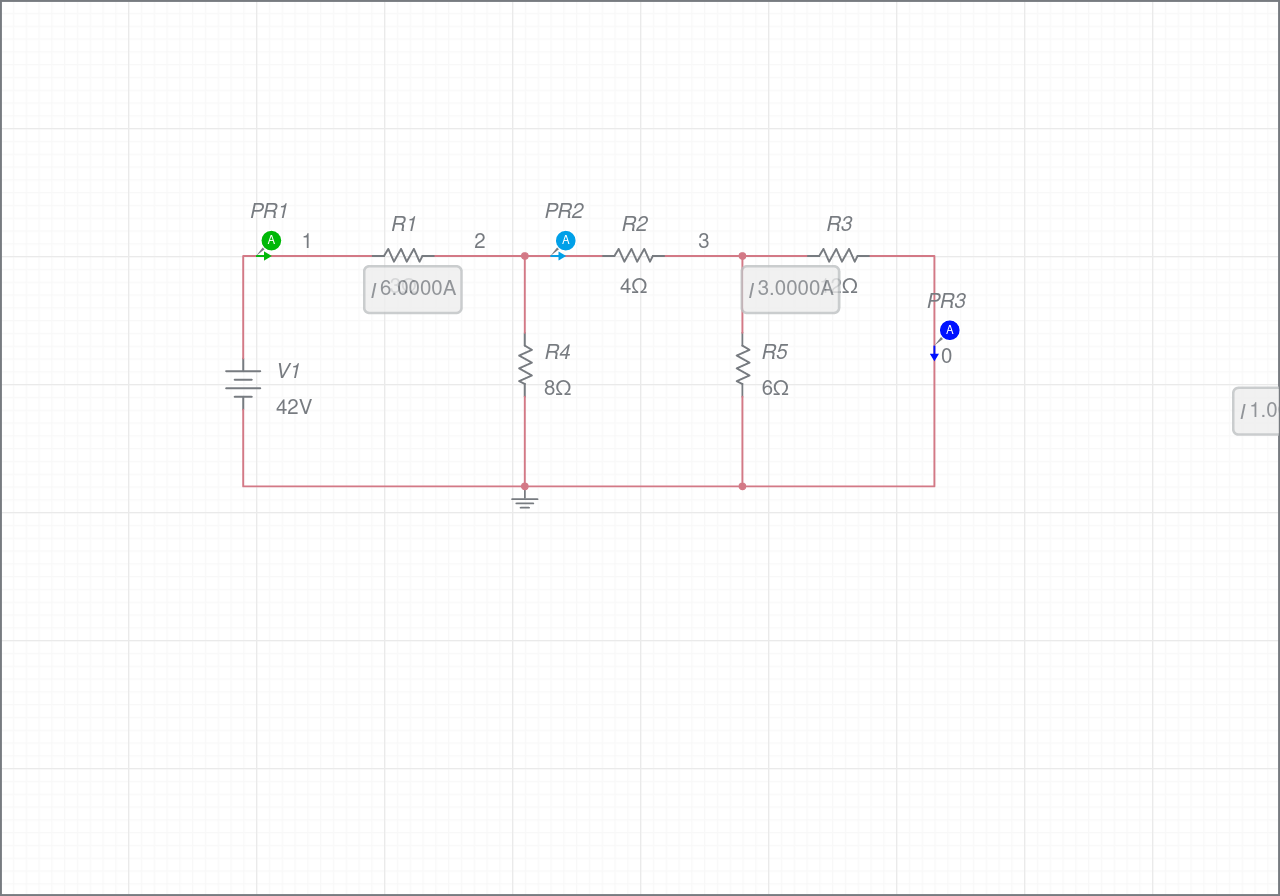 PR1
A
1
R1
2
PR2
A
R2
3
R3
I 6.0000A
4Ω
I 3.0000A
2Ω
PR3
A
0
V1
42V
R4
8Ω
R5
6Ω
I 1.0